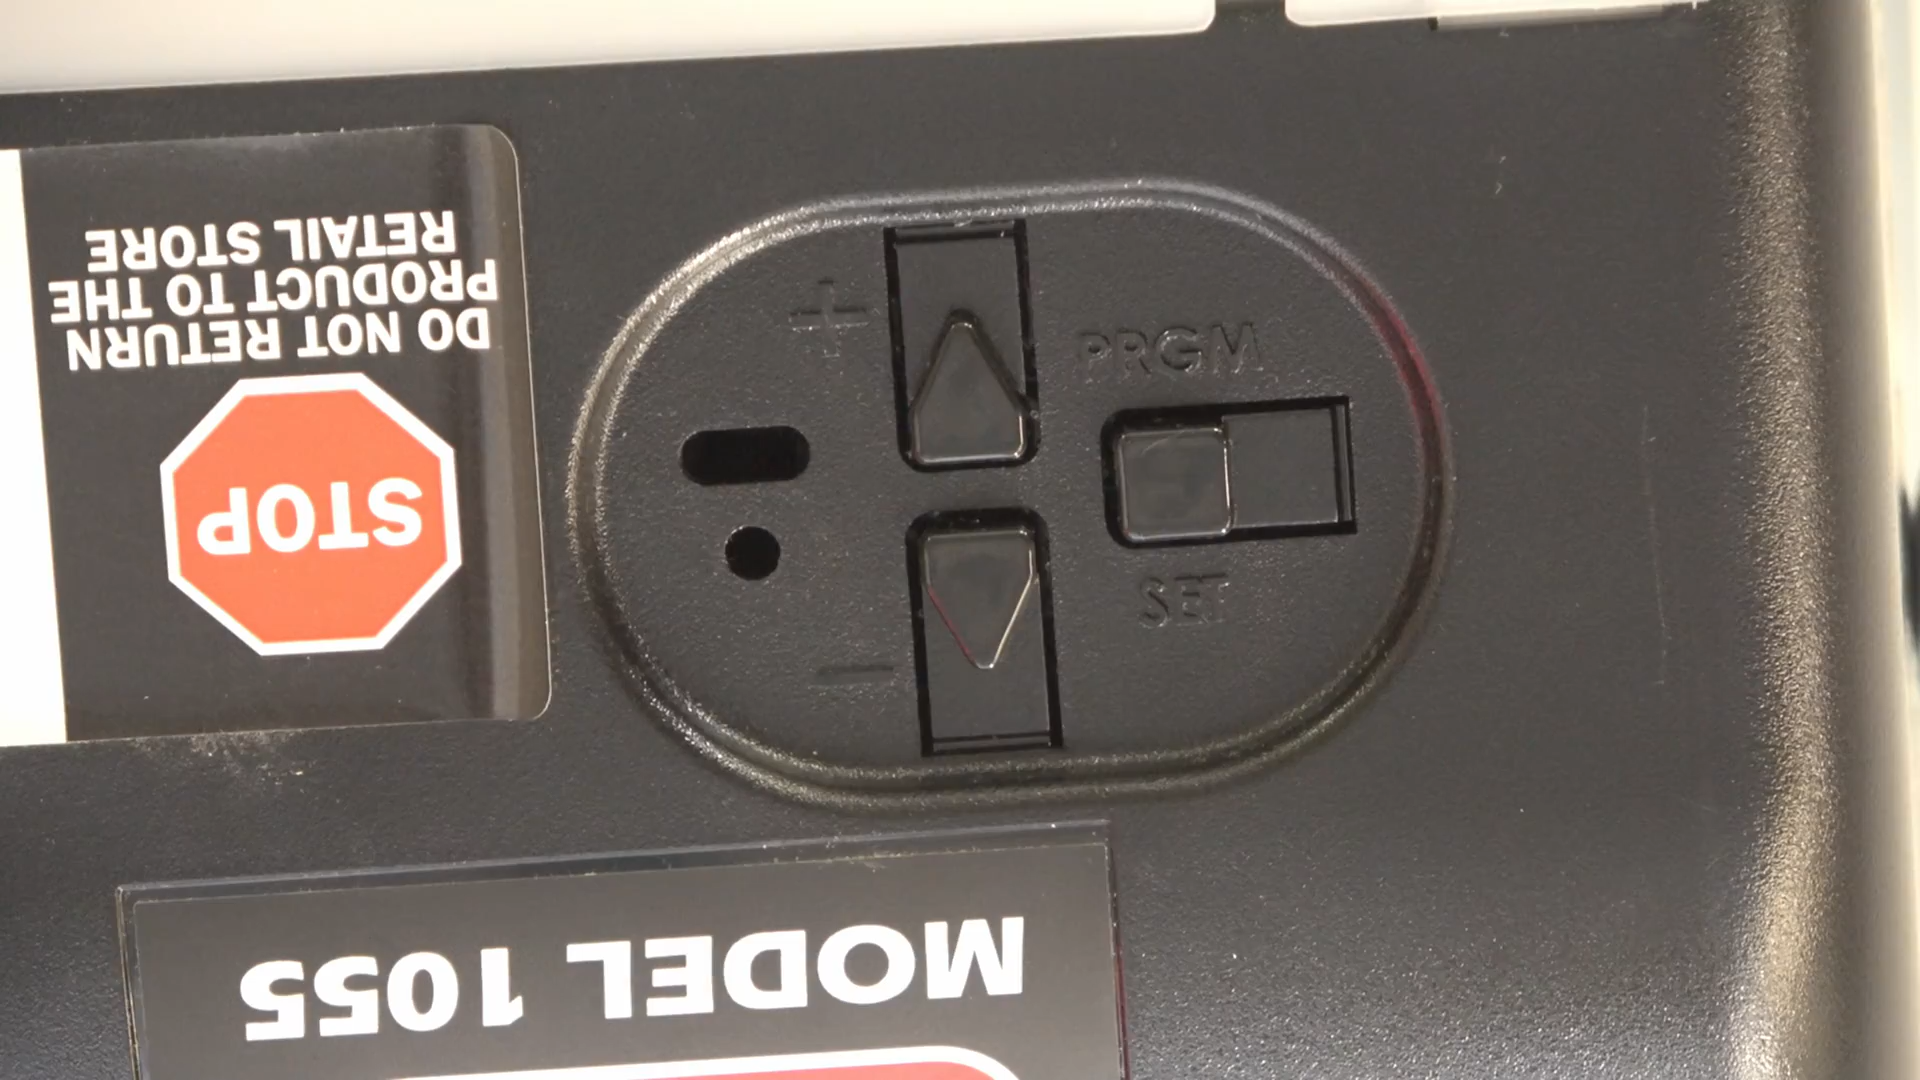 DO NOT RETURN
PRODUCT TO THE
RETAIL STORE
STOP
+
PRGM
SET
−
MODEL 1055